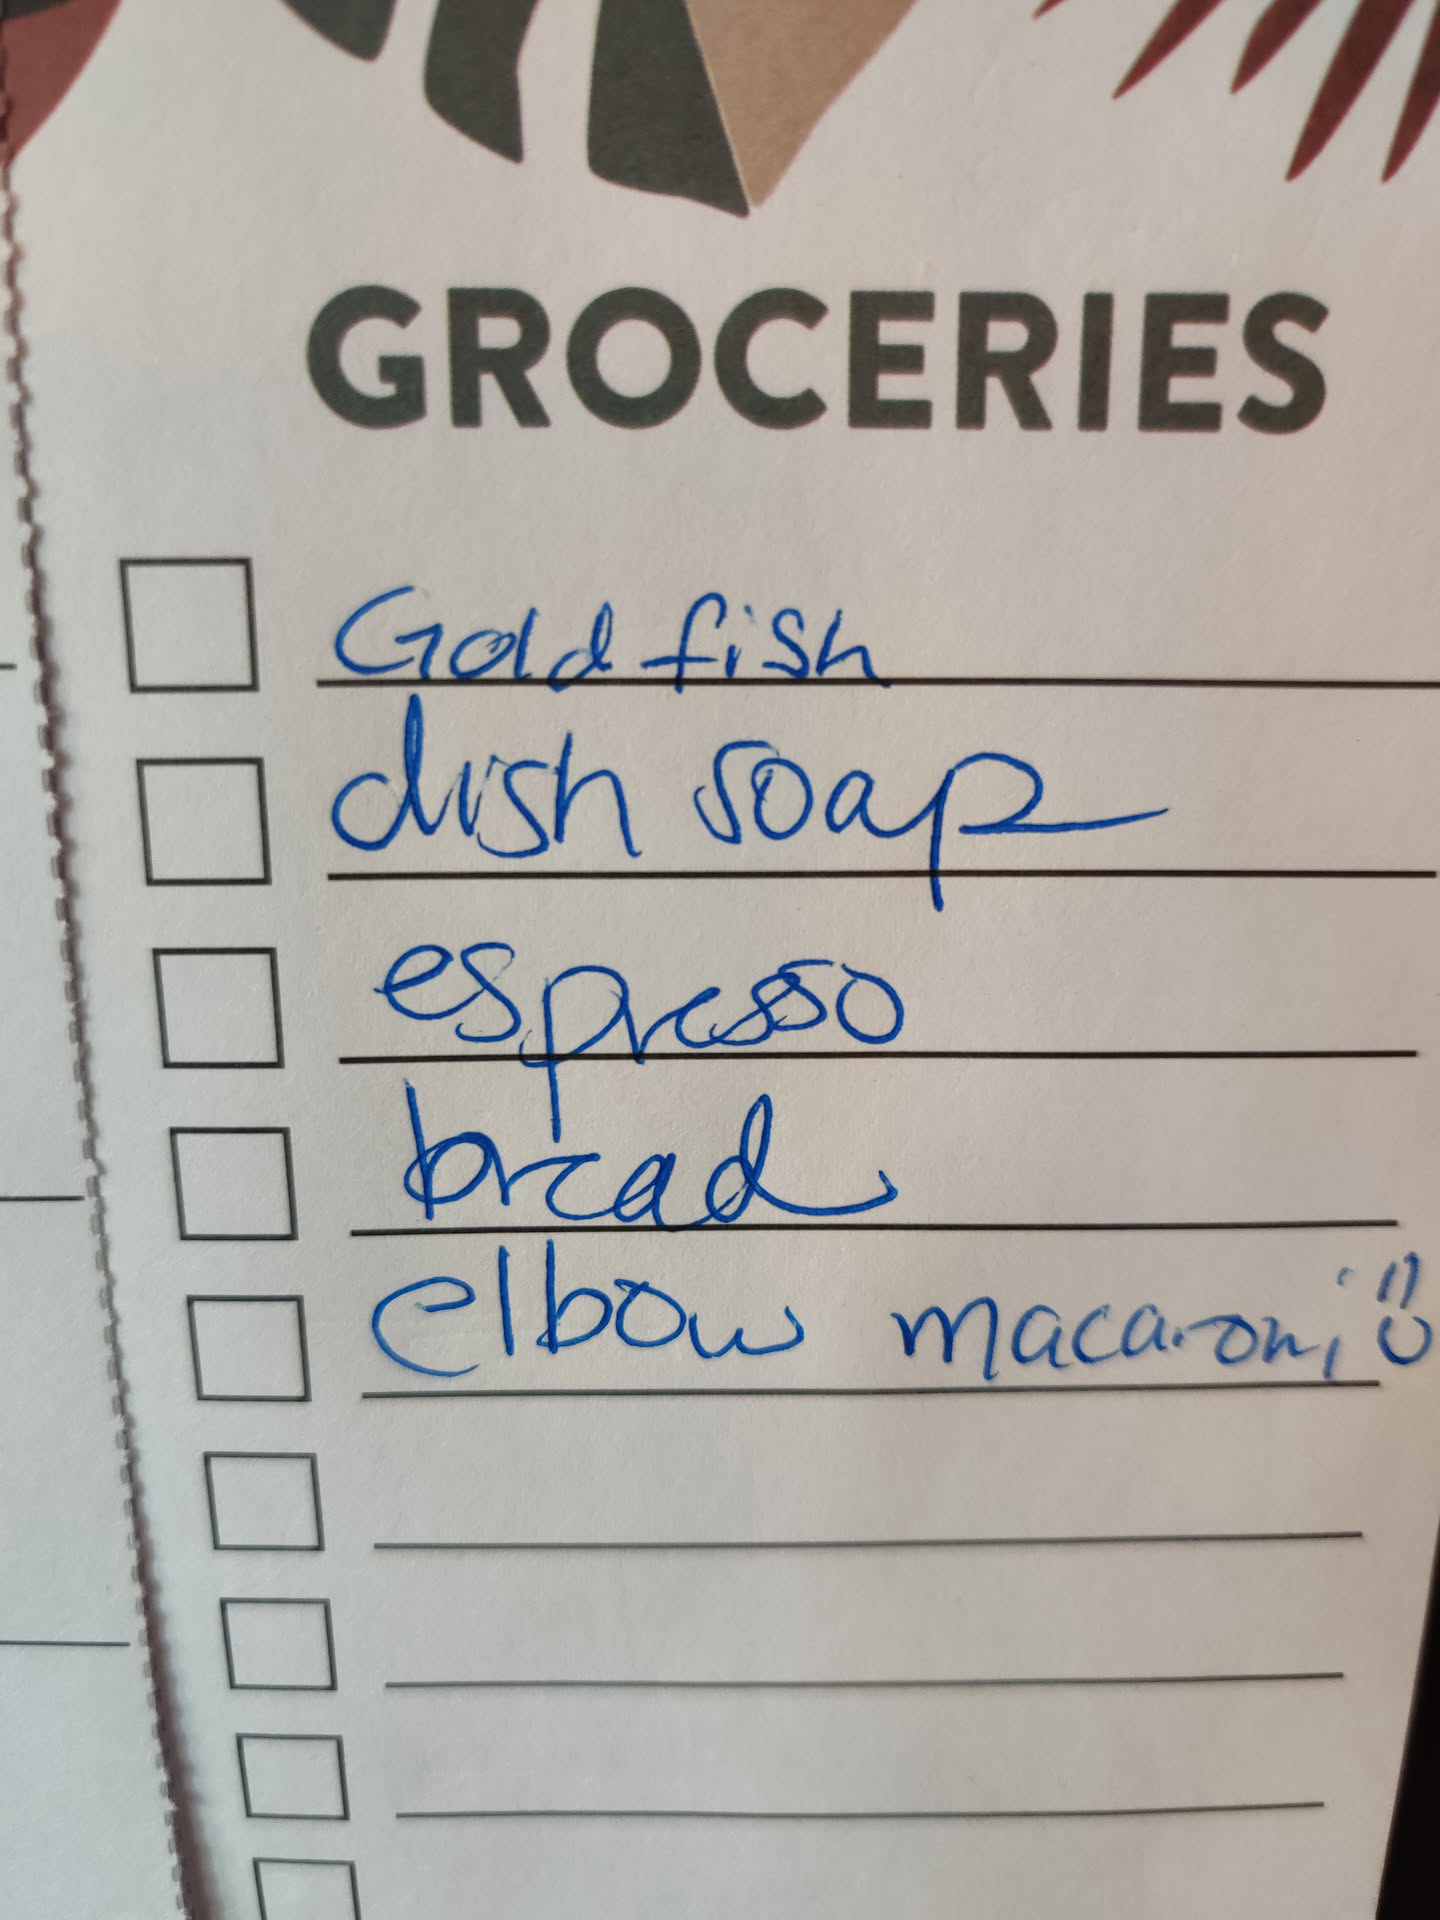 GROCERIES
Goldfish
dish soap
espresso
bread
elbow macaroni